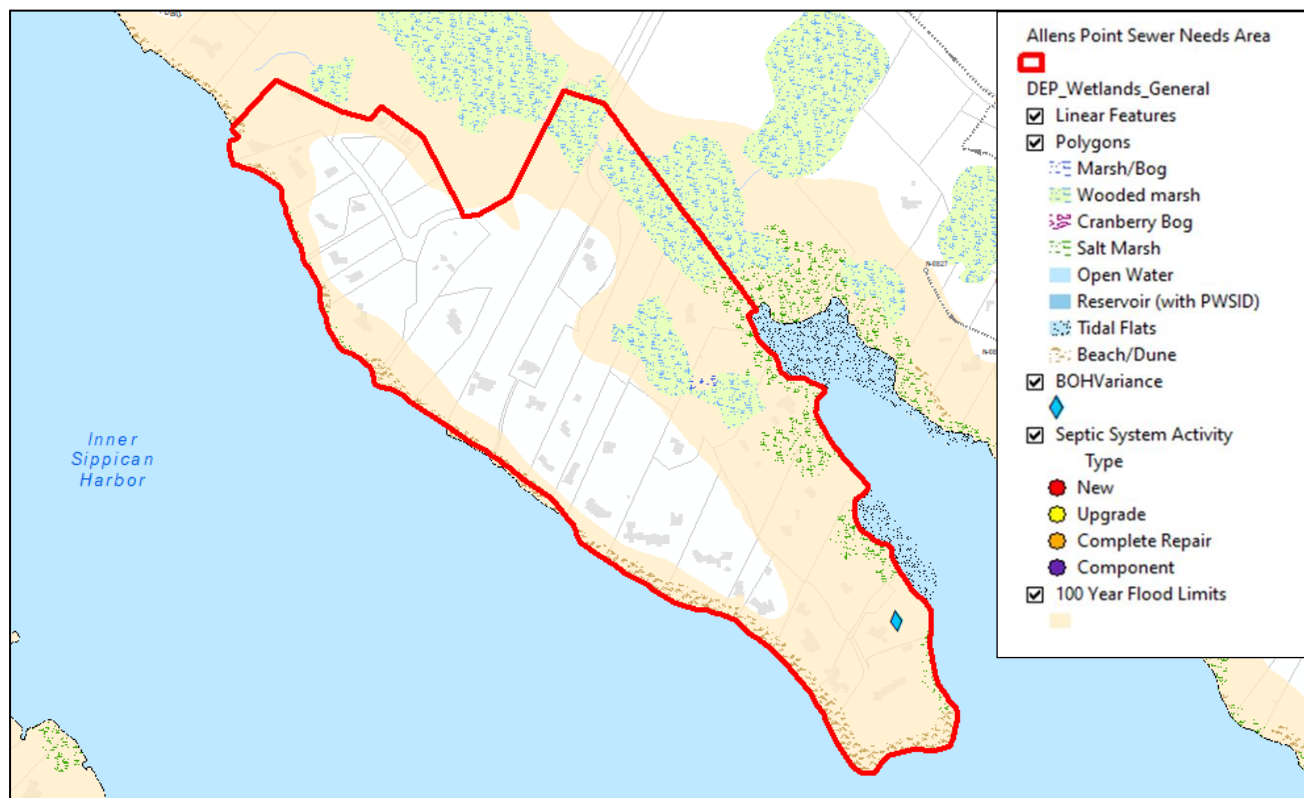 Inner
Sippican
Harbor
N-0827
Allens Point Sewer Needs Area
DEP_Wetlands_General
Linear Features
Polygons
Marsh/Bog
Wooded marsh
Cranberry Bog
Salt Marsh
Open Water
Reservoir (with PWSID)
Tidal Flats
Beach/Dune
BOHVariance
Septic System Activity
Type
New
Upgrade
Complete Repair
Component
100 Year Flood Limits